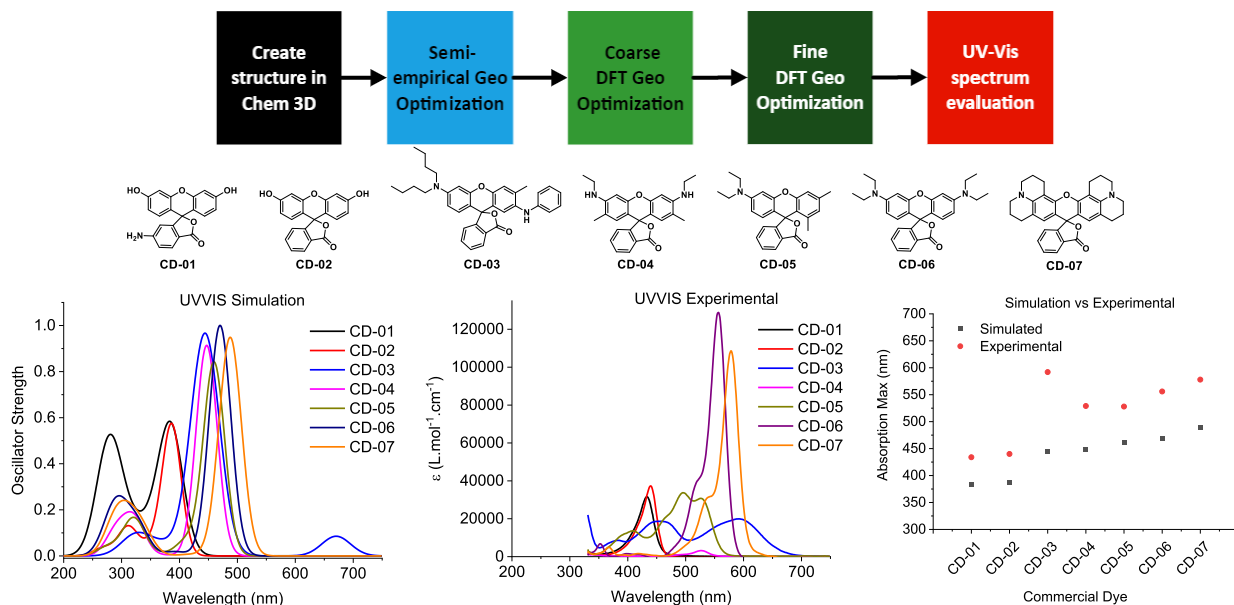 Create
structure in
Chem 3D
Semi-
empirical Geo
Optimization
Coarse
DFT Geo
Optimization
Fine
DFT Geo
Optimization
UV-Vis
spectrum
evaluation
HO
O
OH
O
O
H₂N
CD-01
HO
O
OH
O
O
CD-02
N
O
N
H
O
O
CD-03
HN
O
NH
O
O
CD-04
N
O
O
O
CD-05
N
O
N
O
O
CD-06
N
O
N
O
O
CD-07
UVVIS Simulation
Oscillator Strength
1.0
0.8
0.6
0.4
0.2
0.0
CD-01
CD-02
CD-03
CD-04
CD-05
CD-06
CD-07
200 300 400 500 600 700
Wavelength (nm)
UVVIS Experimental
ε (L.mol⁻¹.cm⁻¹)
120000
100000
80000
60000
40000
20000
0
CD-01
CD-02
CD-03
CD-04
CD-05
CD-06
CD-07
300 400 500 600 700
Wavelength (nm)
Simulation vs Experimental
Absorption Max (nm)
700
650
600
550
500
450
400
350
300
Simulated
Experimental
CD-01
CD-02
CD-03
CD-04
CD-05
CD-06
CD-07
Commercial Dye